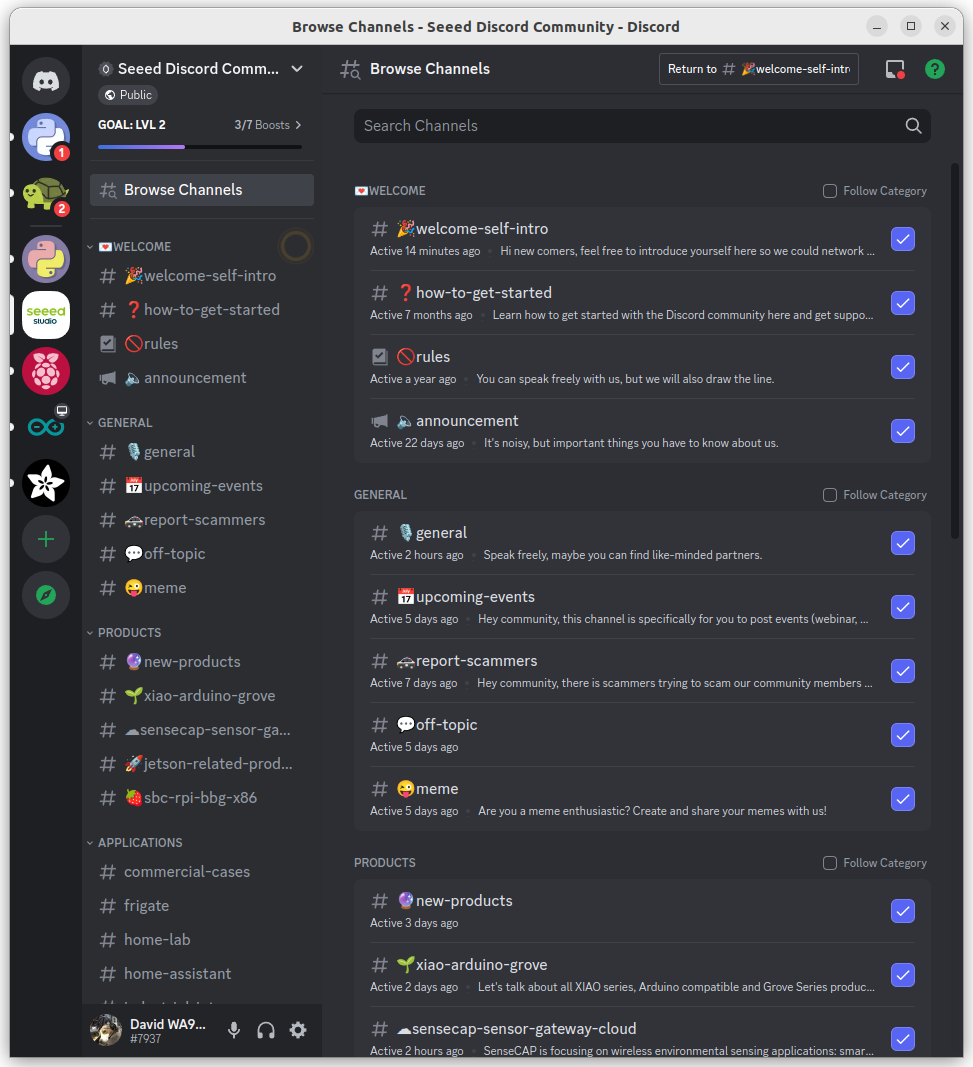 Browse Channels - Seeed Discord Community - Discord
Seeed Discord Comm...
Public
GOAL: LVL 2
3/7 Boosts
Browse Channels
WELCOME
welcome-self-intro
how-to-get-started
rules
announcement
GENERAL
general
upcoming-events
report-scammers
off-topic
meme
PRODUCTS
new-products
xiao-arduino-grove
sensecap-sensor-ga...
jetson-related-prod...
sbc-rpi-bbg-x86
APPLICATIONS
commercial-cases
frigate
home-lab
home-assistant
David WA9...
#7937
1
2
seeed
studio
Browse Channels
Return to # welcome-self-intr
Search Channels
WELCOME
Follow Category
welcome-self-intro
Active 14 minutes ago • Hi new comers, feel free to introduce yourself here so we could network ...
how-to-get-started
Active 7 months ago • Learn how to get started with the Discord community here and get suppo...
rules
Active a year ago • You can speak freely with us, but we will also draw the line.
announcement
Active 22 days ago • It's noisy, but important things you have to know about us.
GENERAL
Follow Category
general
Active 2 hours ago • Speak freely, maybe you can find like-minded partners.
upcoming-events
Active 5 days ago • Hey community, this channel is specifically for you to post events (webinar, ...
report-scammers
Active 7 days ago • Hey community, there is scammers trying to scam our community members ...
off-topic
Active 5 days ago
meme
Active 5 days ago • Are you a meme enthusiastic? Create and share your memes with us!
PRODUCTS
Follow Category
new-products
Active 3 days ago
xiao-arduino-grove
Active 2 days ago • Let's talk about all XIAO series, Arduino compatible and Grove Series produc...
sensecap-sensor-gateway-cloud
Active 2 hours ago • SenseCAP is focusing on wireless environmental sensing applications: smar...